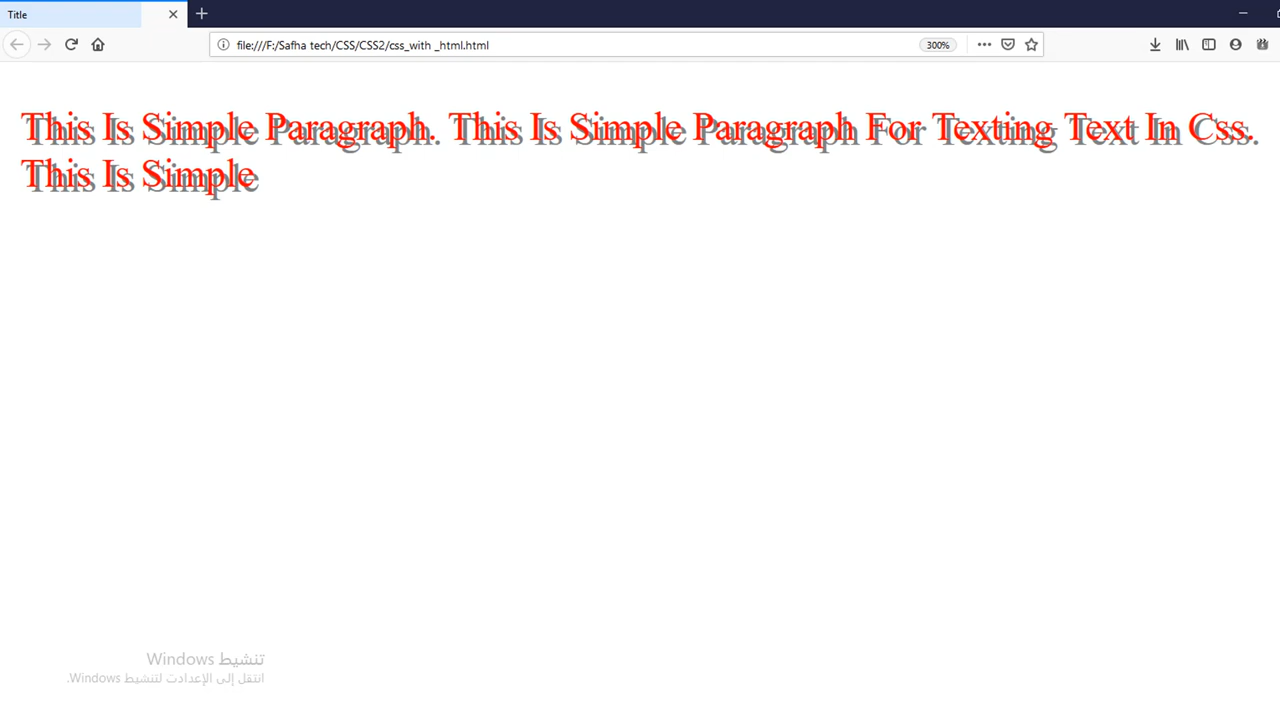 Title
file:///F:/Safha tech/CSS/CSS2/css_with _html.html
300%
This Is Simple Paragraph. This Is Simple Paragraph For Texting Text In Css.
This Is Simple
تنشيط Windows
انتقل إلى الإعدادت لتنشيط Windows.